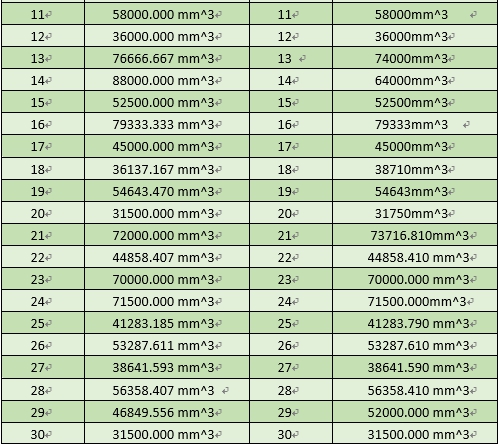 11 58000.000 mm^3 11 58000mm^3
12 36000.000 mm^3 12 36000mm^3
13 76666.667 mm^3 13 74000mm^3
14 88000.000 mm^3 14 64000mm^3
15 52500.000 mm^3 15 52500mm^3
16 79333.333 mm^3 16 79333mm^3
17 45000.000 mm^3 17 45000mm^3
18 36137.167 mm^3 18 38710mm^3
19 54643.470 mm^3 19 54643mm^3
20 31500.000 mm^3 20 31750mm^3
21 72000.000 mm^3 21 73716.810mm^3
22 44858.407 mm^3 22 44858.410 mm^3
23 70000.000 mm^3 23 70000.000 mm^3
24 71500.000 mm^3 24 71500.000mm^3
25 41283.185 mm^3 25 41283.790 mm^3
26 53287.611 mm^3 26 53287.610 mm^3
27 38641.593 mm^3 27 38641.590 mm^3
28 56358.407 mm^3 28 56358.410 mm^3
29 46849.556 mm^3 29 52000.000 mm^3
30 31500.000 mm^3 30 31500.000 mm^3